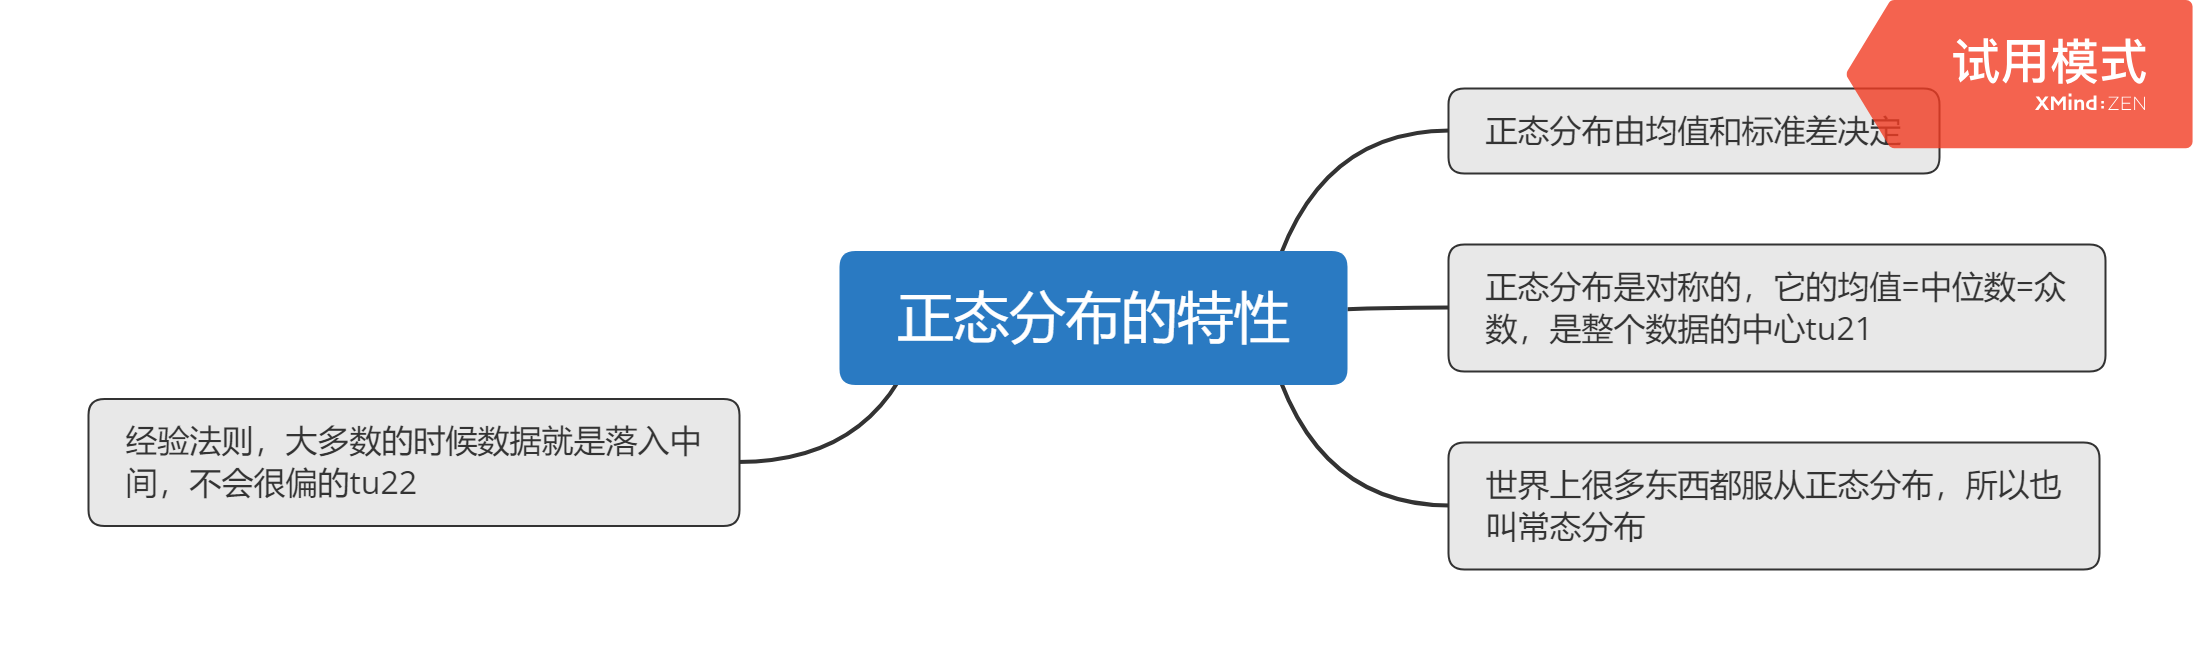 试用模式
XMind:ZEN
正态分布由均值和标准差决定
正态分布是对称的，它的均值=中位数=众
数，是整个数据的中心tu21
正态分布的特性
经验法则，大多数的时候数据就是落入中
间，不会很偏的tu22
世界上很多东西都服从正态分布，所以也
叫常态分布